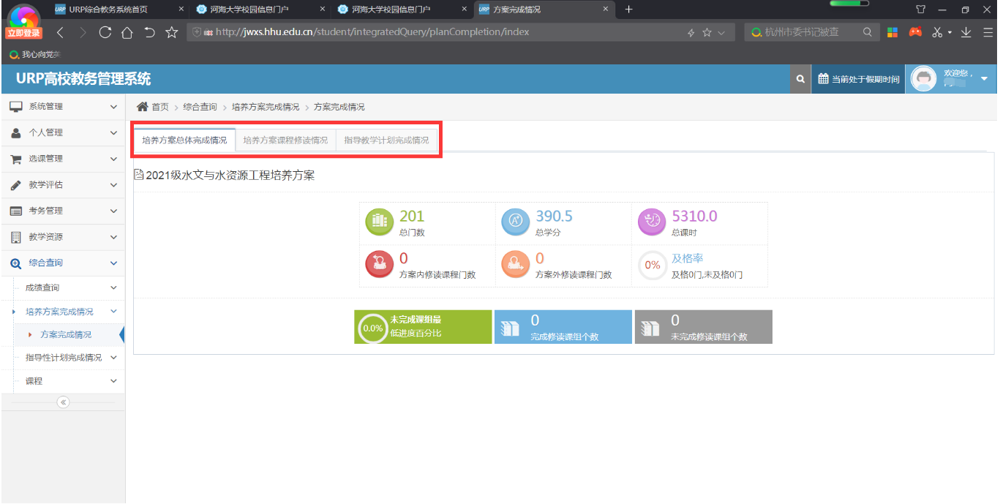 URP综合教务系统首页
河海大学校园信息门户
河海大学校园信息门户
URP 方案完成情况
立即登录
http://jwxs.hhu.edu.cn/student/integratedQuery/planCompletion/index
杭州市委书记被查
我心向党
URP高校教务管理系统
当前处于假期时间
欢迎您，
系统管理
个人管理
选课管理
教学评估
考务管理
教学资源
综合查询
成绩查询
培养方案完成情况
方案完成情况
指导性计划完成情况
课程
首页 > 综合查询 > 培养方案完成情况 > 方案完成情况
培养方案总体完成情况 培养方案课程修读情况 指导教学计划完成情况
2021级水文与水资源工程培养方案
201
总门数
390.5
总学分
5310.0
总课时
0
方案内修读课程门数
0
方案外修读课程门数
0%
及格率
及格0门,未及格0门
0.0%
未完成课组最
低进度百分比
0
完成修读课组个数
0
未完成修读课组个数